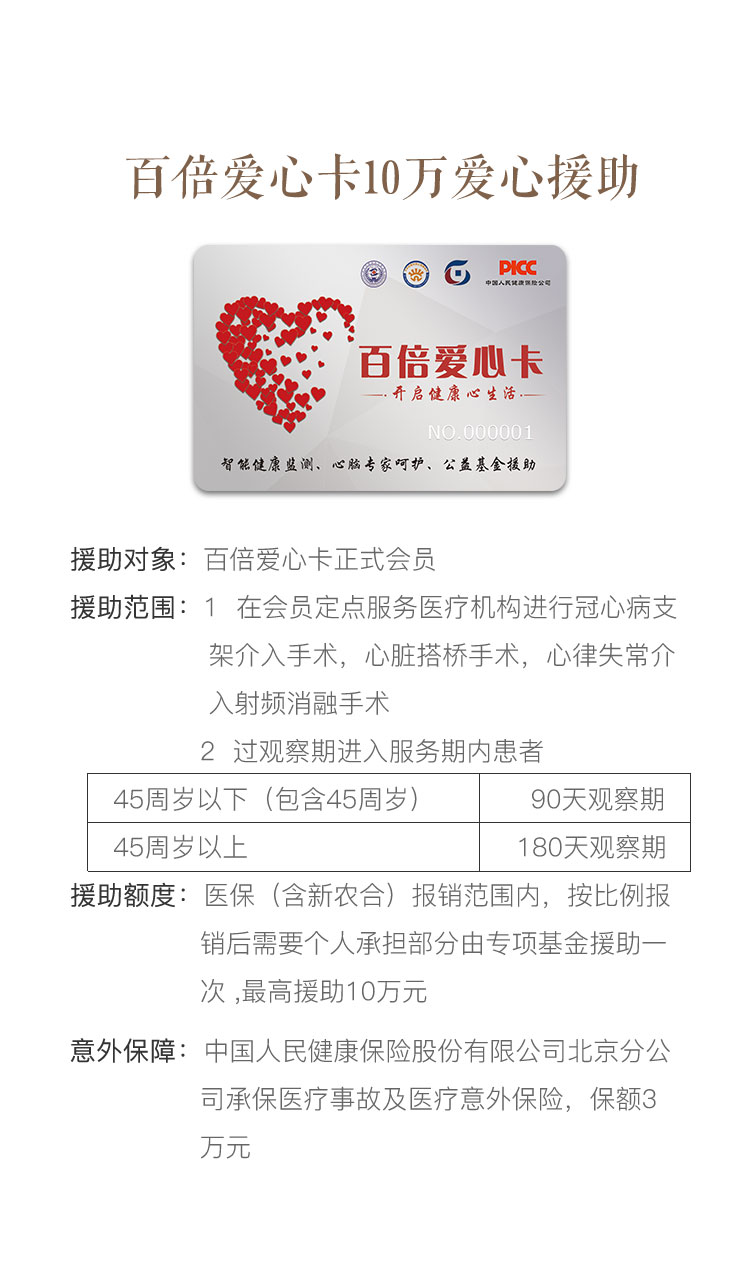 百倍爱心卡10万爱心援助
PICC
中国人民健康保险公司
百倍爱心卡
开启健康心生活
NO.000001
智能健康监测、心脑专家呵护、公益基金援助
援助对象：百倍爱心卡正式会员
援助范围：1 在会员定点服务医疗机构进行冠心病支
架介入手术，心脏搭桥手术，心律失常介
入射频消融手术
2 过观察期进入服务期内患者
45周岁以下（包含45周岁） 90天观察期
45周岁以上 180天观察期
援助额度：医保（含新农合）报销范围内，按比例报
销后需要个人承担部分由专项基金援助一
次 ,最高援助10万元
意外保障：中国人民健康保险股份有限公司北京分公
司承保医疗事故及医疗意外保险，保额3
万元